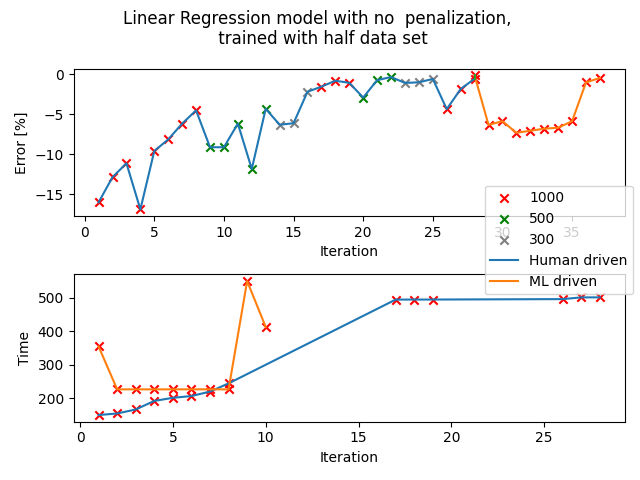 Linear Regression model with no  penalization,
trained with half data set
0
−5
−10
−15
Error [%]
0 5 10 15 20 25 30 35
Iteration
1000
500
300
Human driven
ML driven
500
400
300
200
Time
0 5 10 15 20 25
Iteration